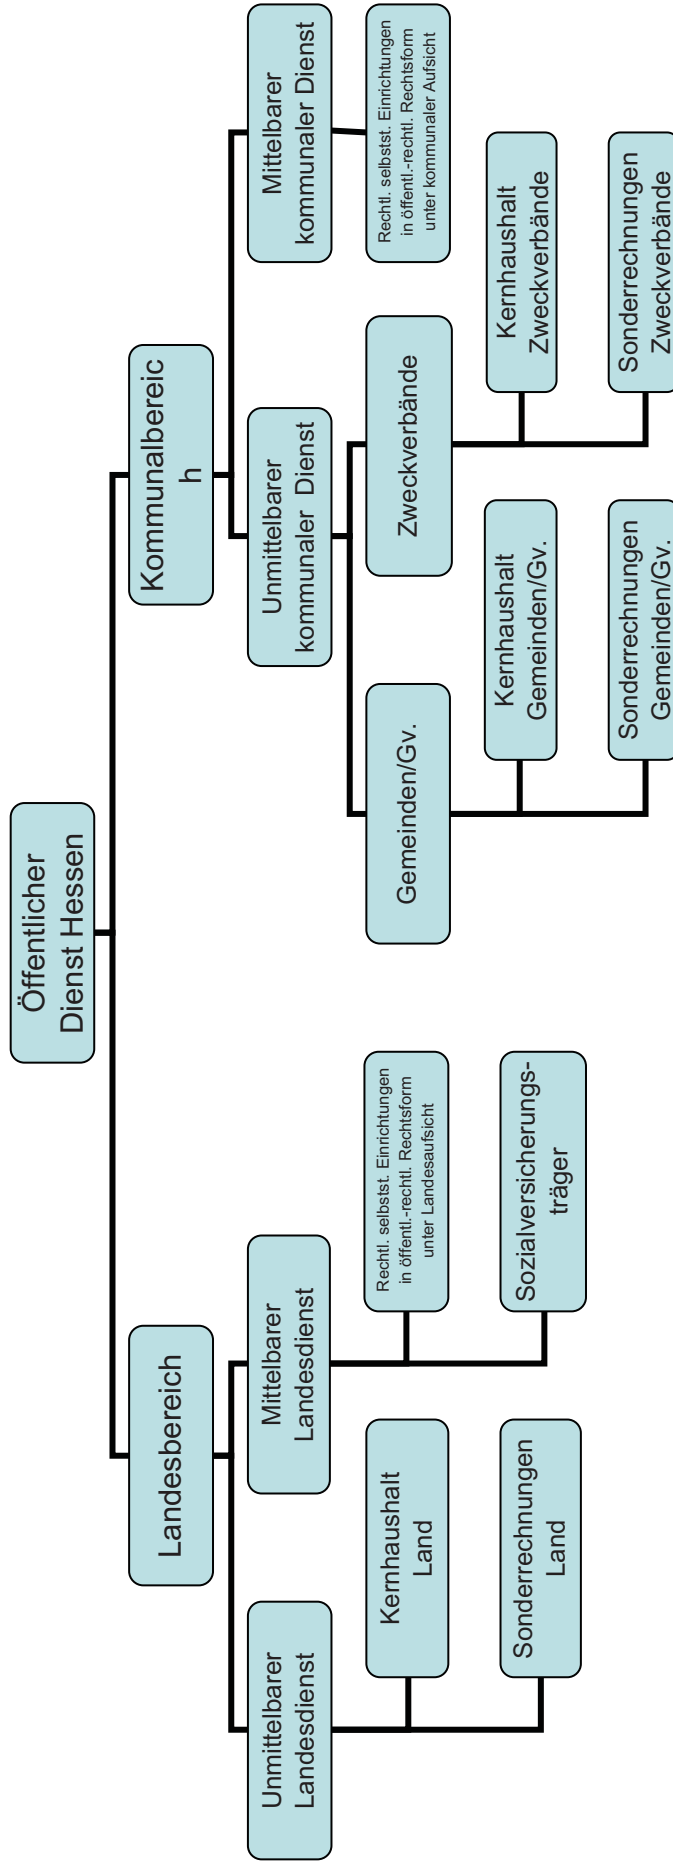 Öffentlicher
Dienst Hessen
Landesbereich
Kommunalbereic
h
Unmittelbarer
Landesdienst
Mittelbarer
Landesdienst
Unmittelbarer
kommunaler Dienst
Mittelbarer
kommunaler Dienst
Kernhaushalt
Land
Rechtl. selbstst. Einrichtungen
in öffentl.-rechtl. Rechtsform
unter Landesaufsicht
Gemeinden/Gv.
Zweckverbände
Rechtl. selbstst. Einrichtungen
in öffentl.-rechtl. Rechtsform
unter kommunaler Aufsicht
Sonderrechnungen
Land
Sozialversicherungs-
träger
Kernhaushalt
Gemeinden/Gv.
Kernhaushalt
Zweckverbände
Sonderrechnungen
Gemeinden/Gv.
Sonderrechnungen
Zweckverbände